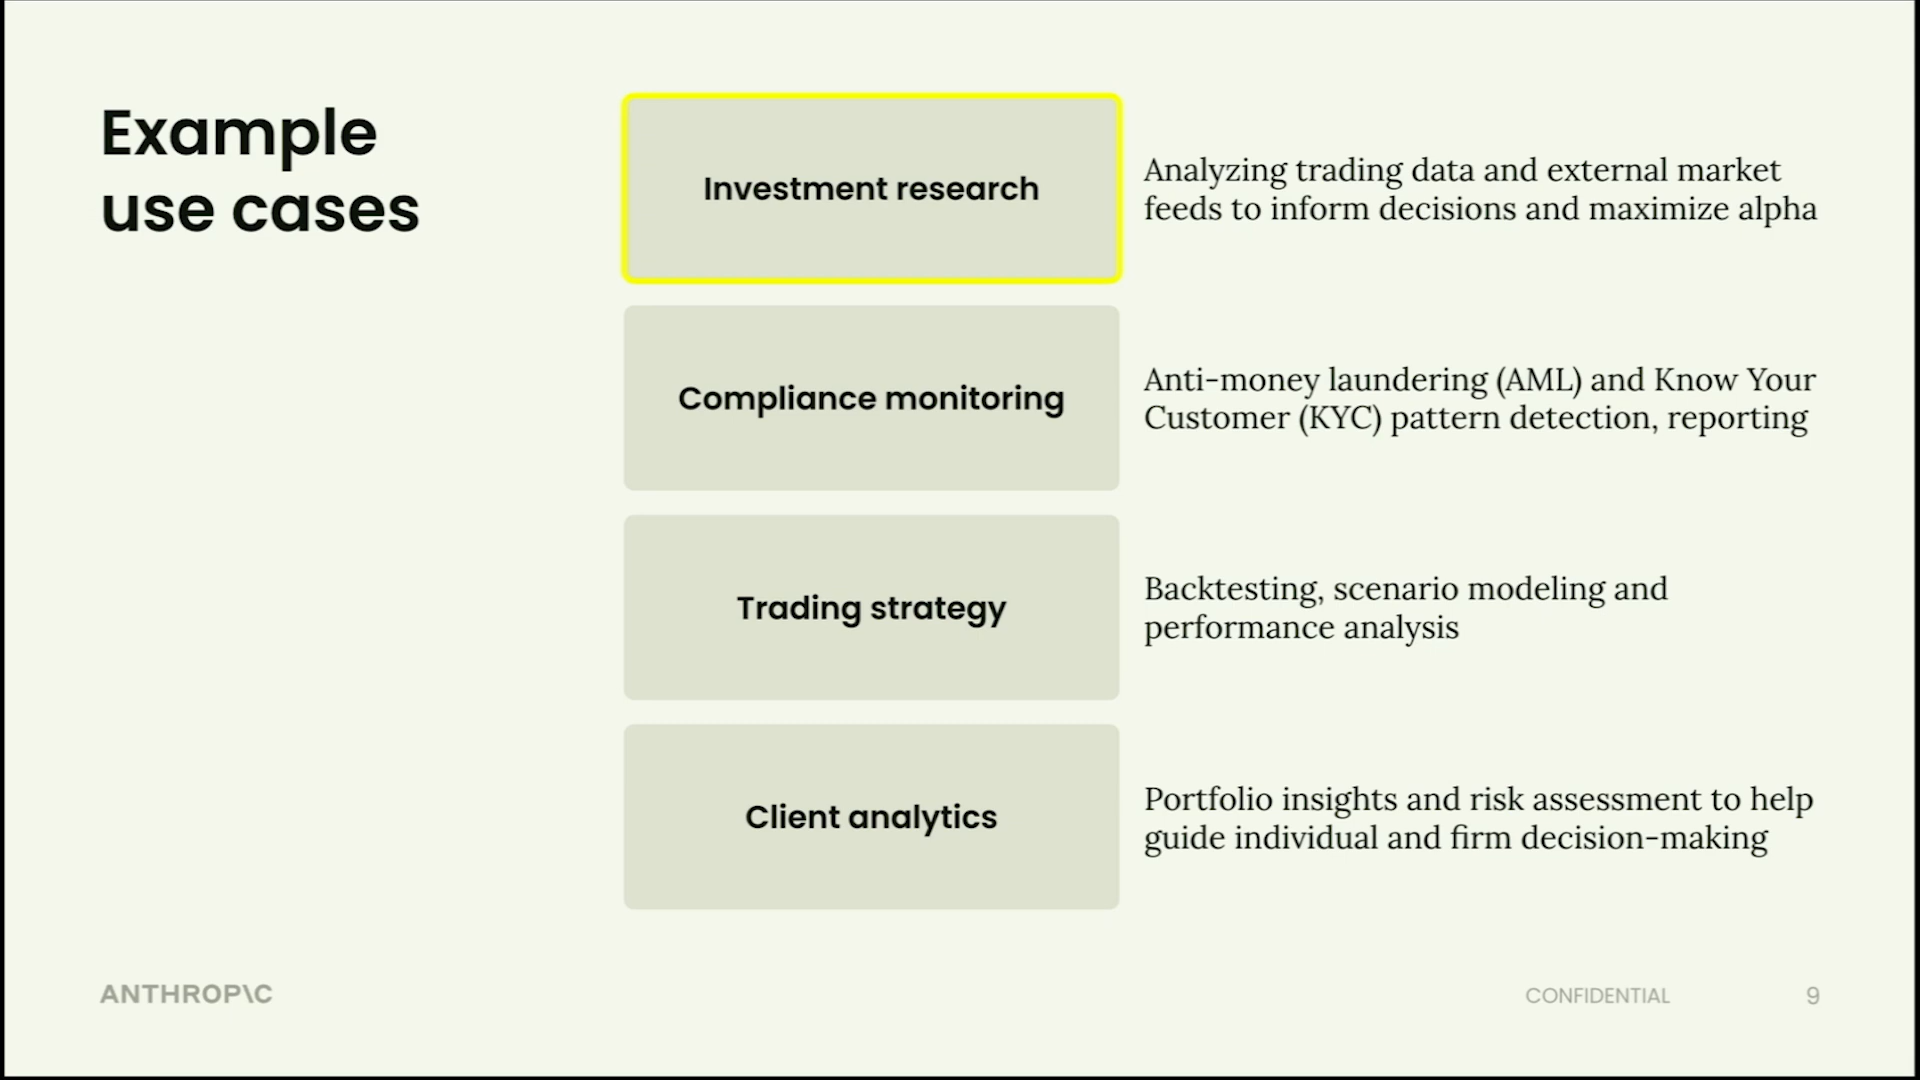 Example
use cases
Investment research
Analyzing trading data and external market
feeds to inform decisions and maximize alpha
Compliance monitoring
Anti-money laundering (AML) and Know Your
Customer (KYC) pattern detection, reporting
Trading strategy
Backtesting, scenario modeling and
performance analysis
Client analytics
Portfolio insights and risk assessment to help
guide individual and firm decision-making
ANTHROP\C
CONFIDENTIAL
9